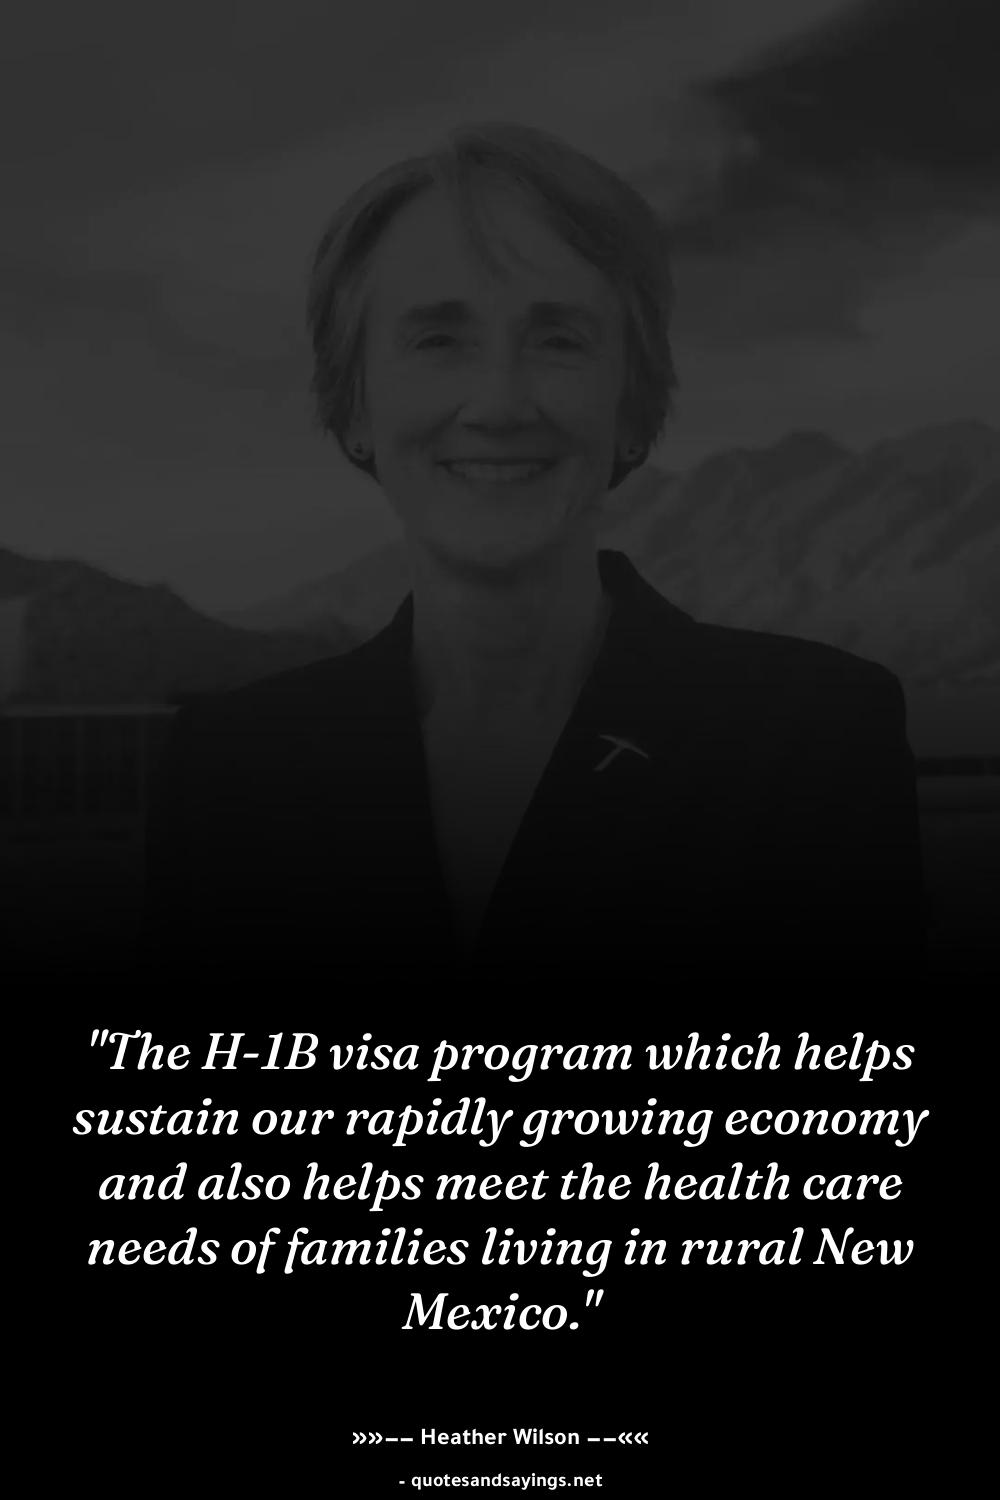 "The H-1B visa program which helps
sustain our rapidly growing economy
and also helps meet the health care
needs of families living in rural New
Mexico."
»»−− Heather Wilson −−««
- quotesandsayings.net